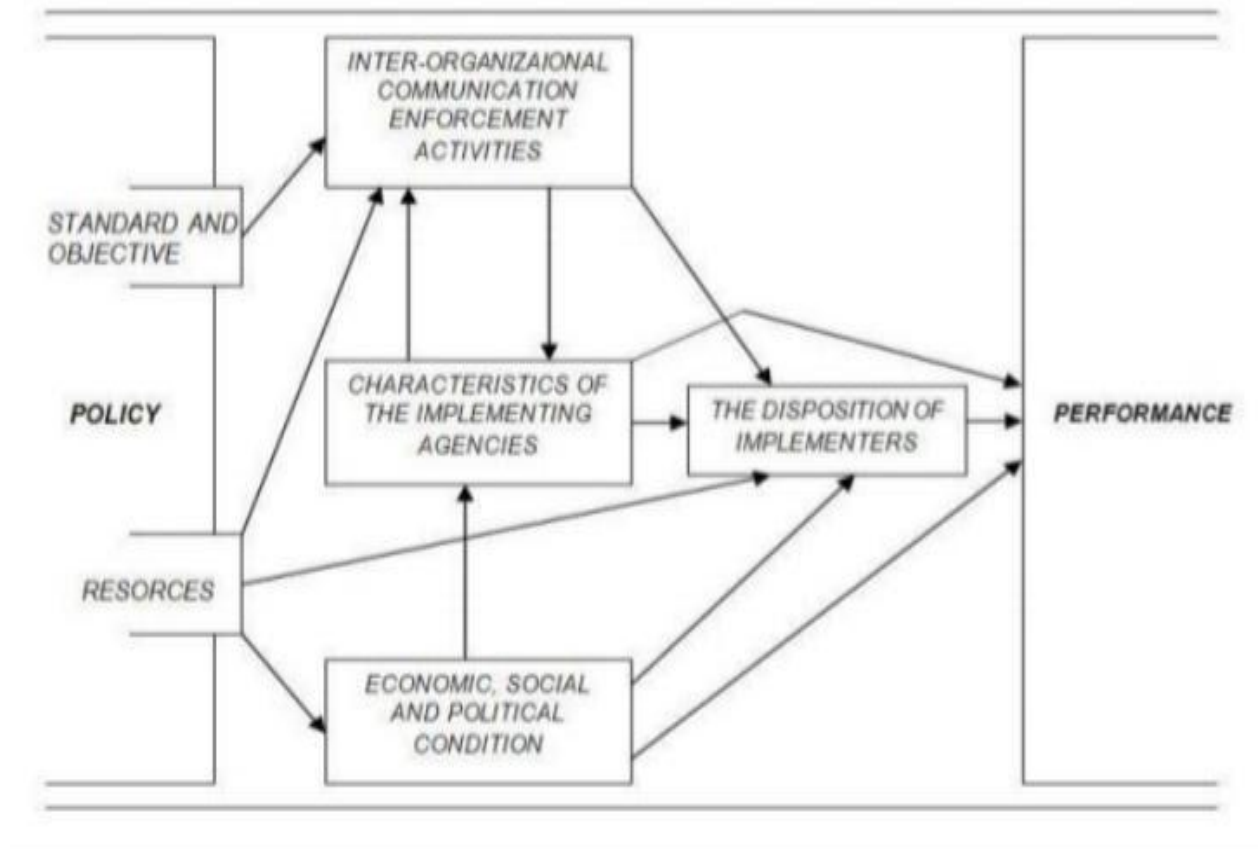 INTER-ORGANIZAIONAL
COMMUNICATION
ENFORCEMENT
ACTIVITIES
STANDARD AND
OBJECTIVE
POLICY
CHARACTERISTICS OF
THE IMPLEMENTING
AGENCIES
THE DISPOSITION OF
IMPLEMENTERS
PERFORMANCE
RESORCES
ECONOMIC, SOCIAL
AND POLITICAL
CONDITION